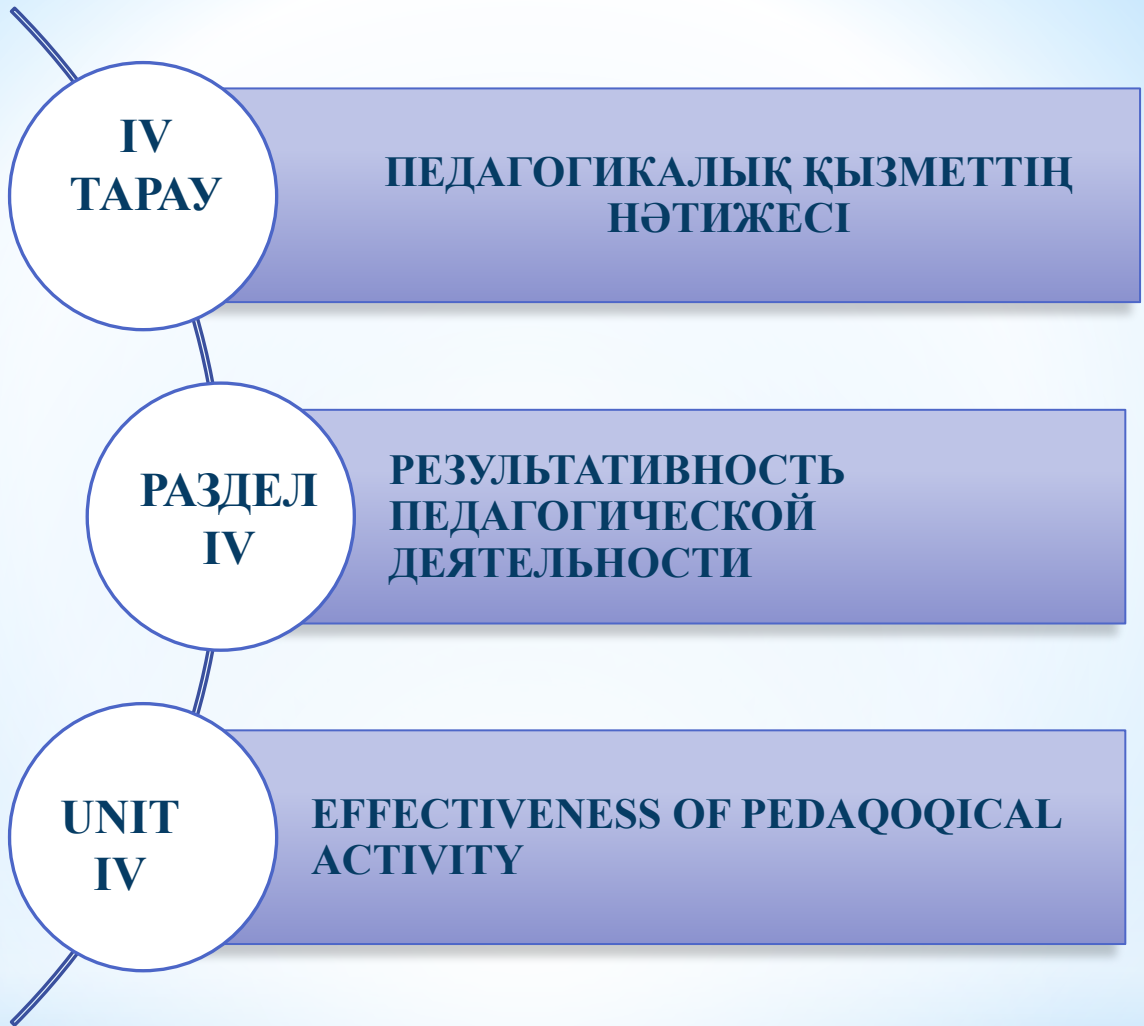 IV
ТАРАУ
ПЕДАГОГИКАЛЫҚ ҚЫЗМЕТТІҢ
НӘТИЖЕСІ
РАЗДЕЛ
IV
РЕЗУЛЬТАТИВНОСТЬ
ПЕДАГОГИЧЕСКОЙ
ДЕЯТЕЛЬНОСТИ
UNIT
IV
EFFECTIVENESS OF PEDAQOQICAL
ACTIVITY